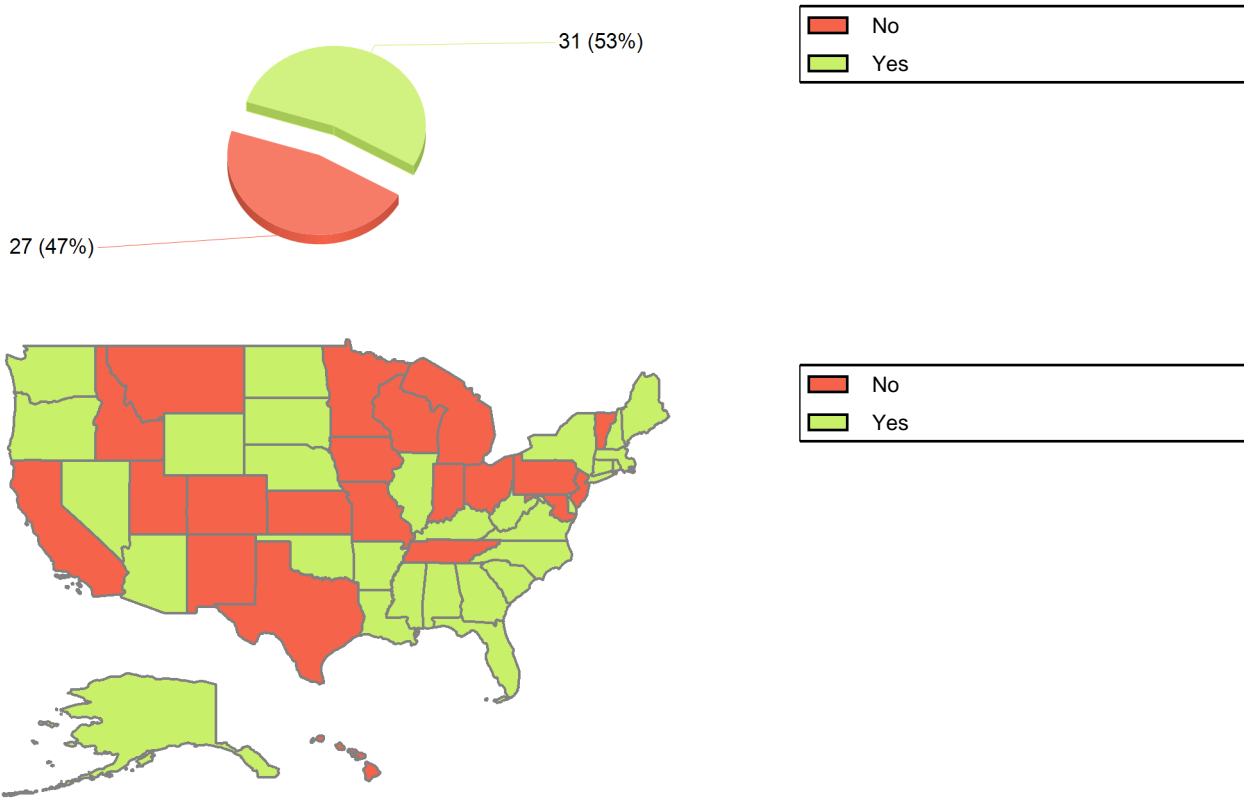 31 (53%)
No
Yes
27 (47%)
No
Yes